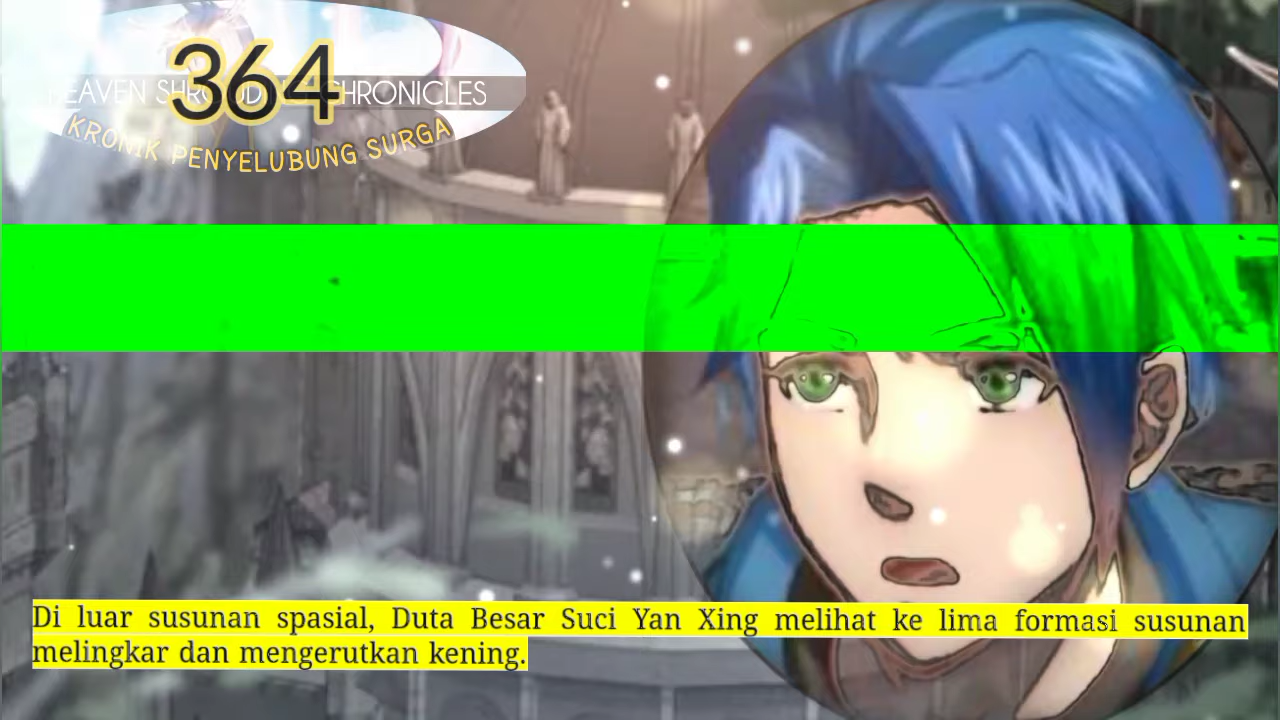 364
HEAVEN SHROUDING CHRONICLES
KRONIK PENYELUBUNG SURGA
Di luar susunan spasial, Duta Besar Suci Yan Xing melihat ke lima formasi susunan
melingkar dan mengerutkan kening.